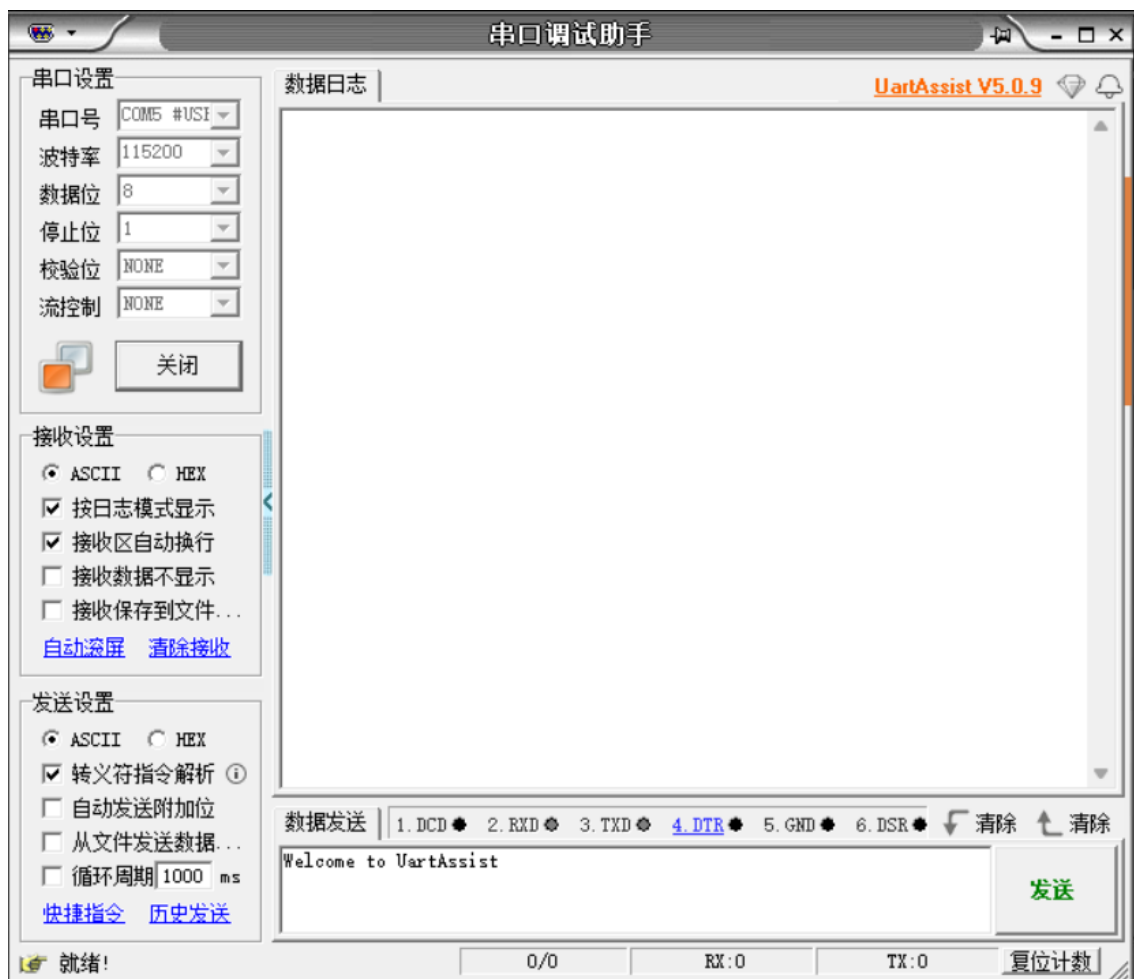 串口调试助手
串口设置
串口号 COM5 #USI
波特率 115200
数据位 8
停止位 1
校验位 NONE
流控制 NONE
关闭
接收设置
ASCII HEX
按日志模式显示
接收区自动换行
接收数据不显示
接收保存到文件...
自动滚屏 清除接收
发送设置
ASCII HEX
转义符指令解析
自动发送附加位
从文件发送数据...
循环周期 1000 ms
快捷指令 历史发送
数据日志
UartAssist V5.0.9
数据发送 1.DCD 2.RXD 3.TXD 4.DTR 5.GND 6.DSR 清除 清除
Welcome to UartAssist
发送
就绪! 0/0 RX:0 TX:0 复位计数